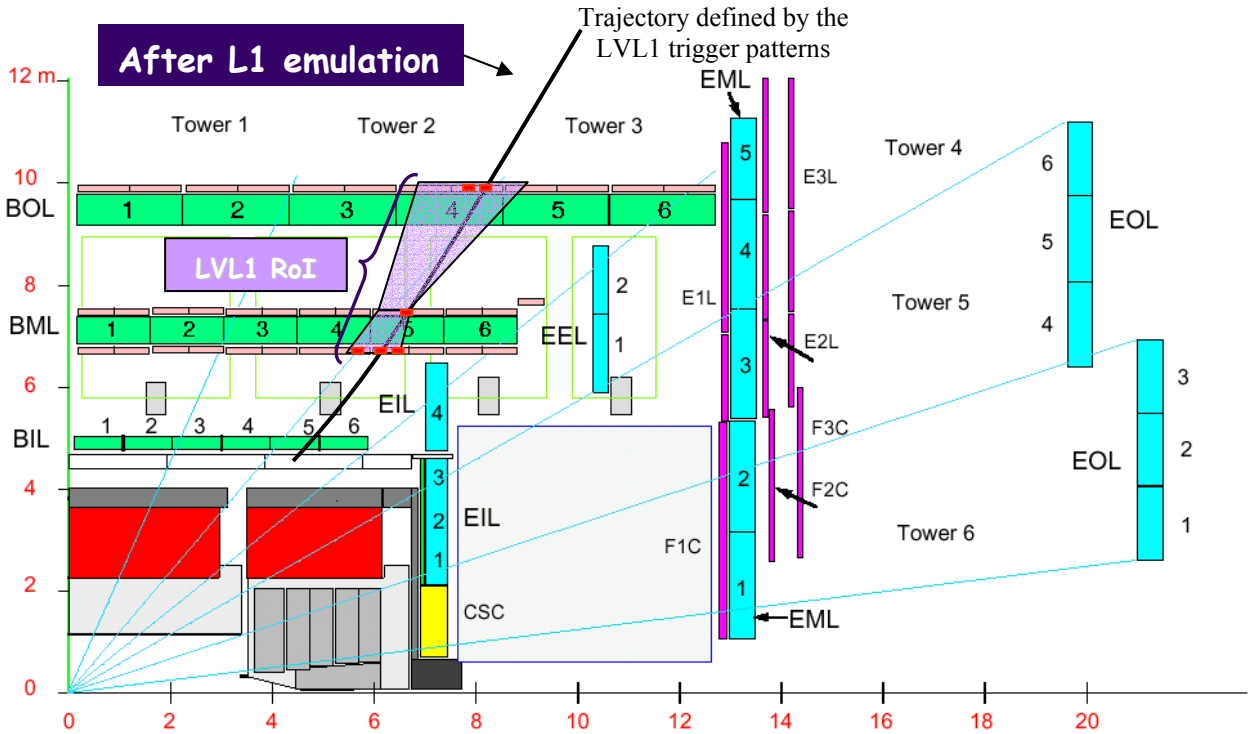 Trajectory defined by the
LVL1 trigger patterns
After L1 emulation
12 m
EML
Tower 1
Tower 2
Tower 3
Tower 4
5
6
E3L
10
BOL
1
2
3
4
5
6
EOL
4
5
LVL1 RoI
8
2
E1L
Tower 5
BML
1
2
3
4
5
6
EEL
1
4
E2L
3
6
EIL
4
3
BIL
1
2
3
4
5
6
F3C
EOL
2
4
3
EIL
2
F2C
2
F1C
Tower 6
1
1
2
CSC
1
EML
0
0
2
4
6
8
10
12
14
16
18
20